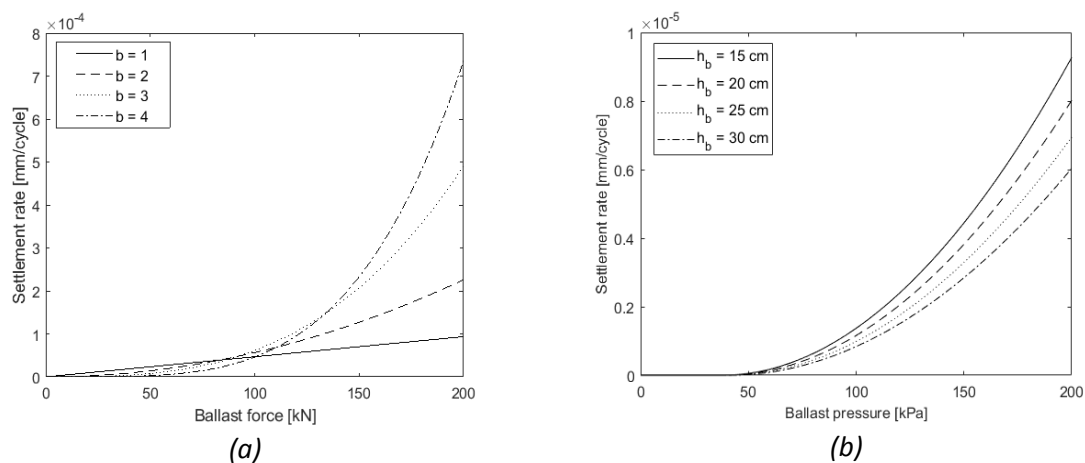 ×10⁻⁴
8
7
6
5
4
3
2
1
0
Settlement rate [mm/cycle]
b = 1
b = 2
b = 3
b = 4
0 50 100 150 200
Ballast force [kN]
(a)
×10⁻⁵
1
0.8
0.6
0.4
0.2
0
Settlement rate [mm/cycle]
h_b = 15 cm
h_b = 20 cm
h_b = 25 cm
h_b = 30 cm
0 50 100 150 200
Ballast pressure [kPa]
(b)